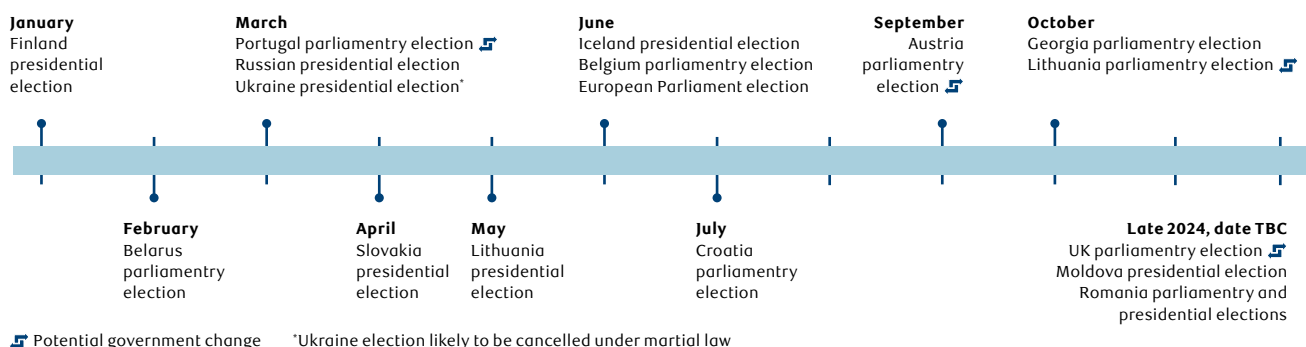 January
Finland
presidential
election
March
Portugal parliamentry election
Russian presidential election
Ukraine presidential election*
June
Iceland presidential election
Belgium parliamentry election
European Parliament election
September
Austria
parliamentry
election
October
Georgia parliamentry election
Lithuania parliamentry election
February
Belarus
parliamentry
election
April
Slovakia
presidential
election
May
Lithuania
presidential
election
July
Croatia
parliamentry
election
Late 2024, date TBC
UK parliamentry election
Moldova presidential election
Romania parliamentry and
presidential elections
Potential government change
*Ukraine election likely to be cancelled under martial law